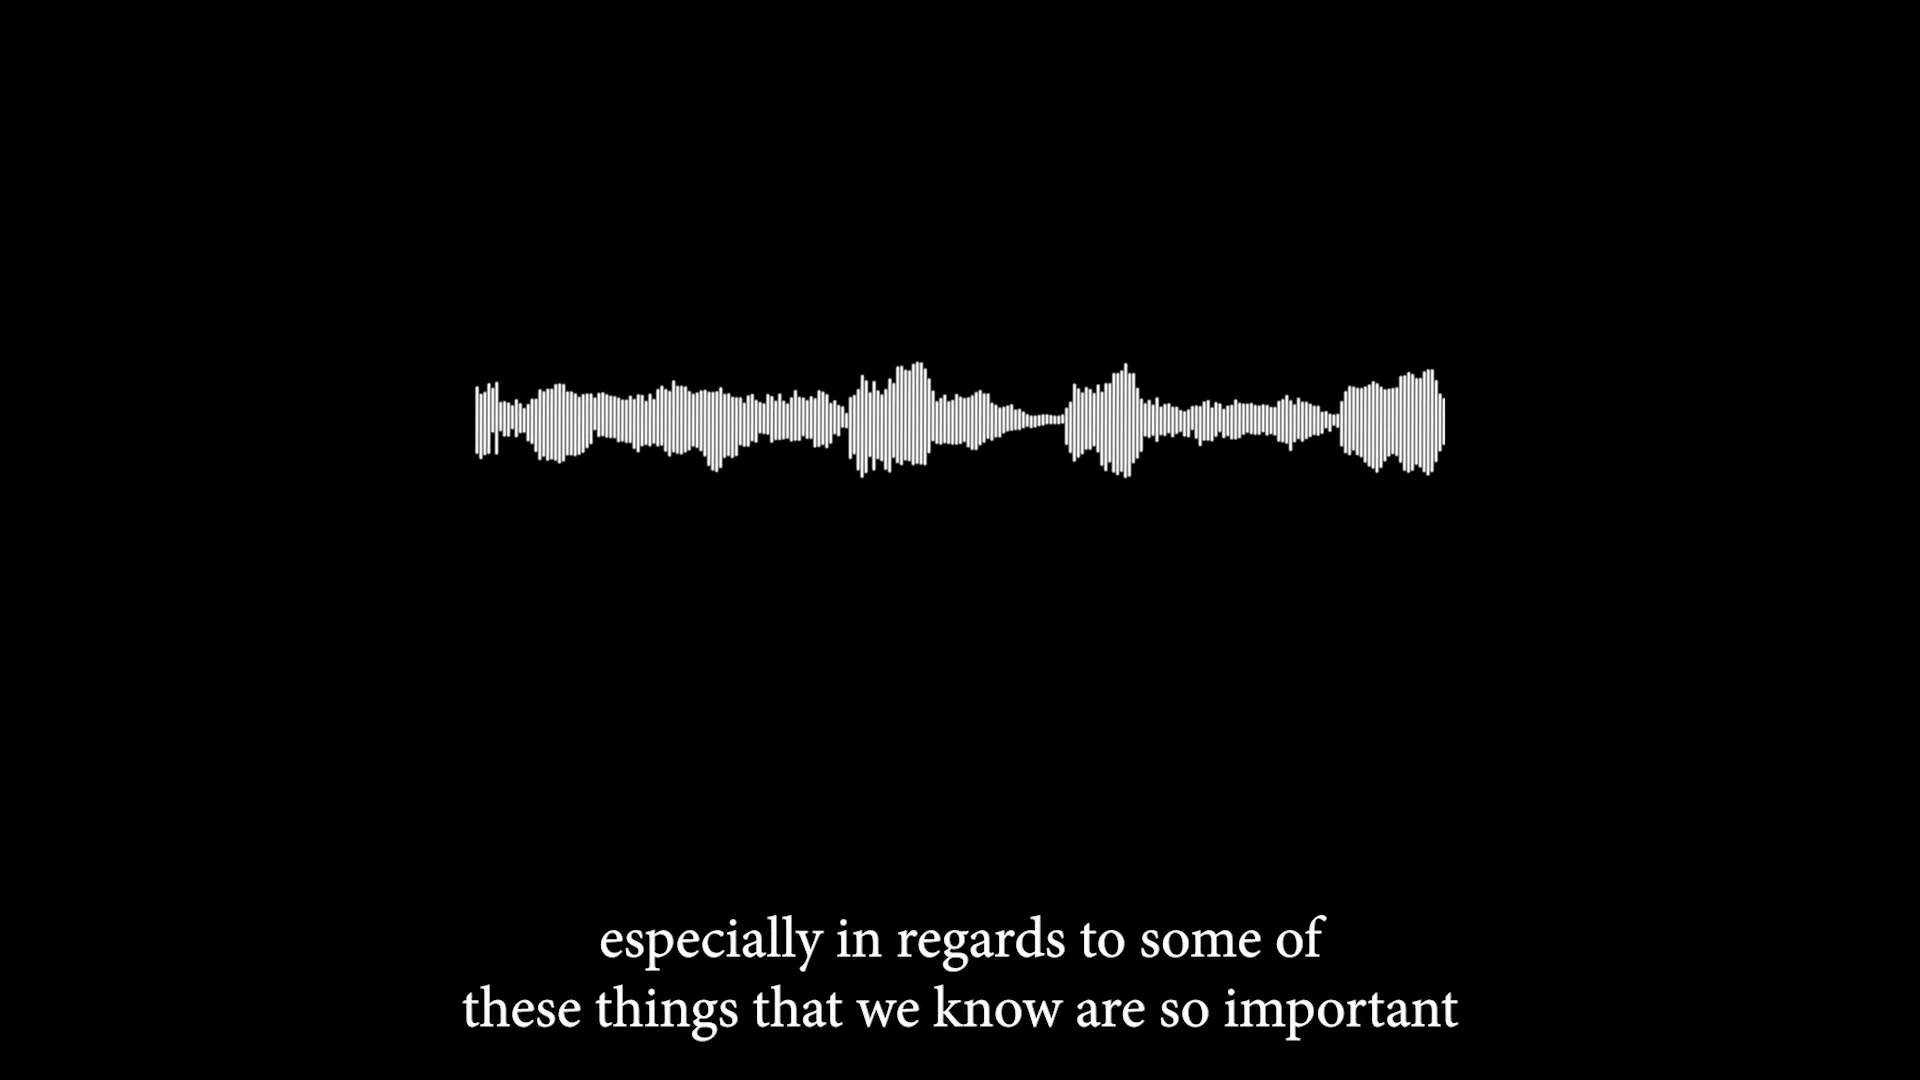 especially in regards to some of
these things that we know are so important